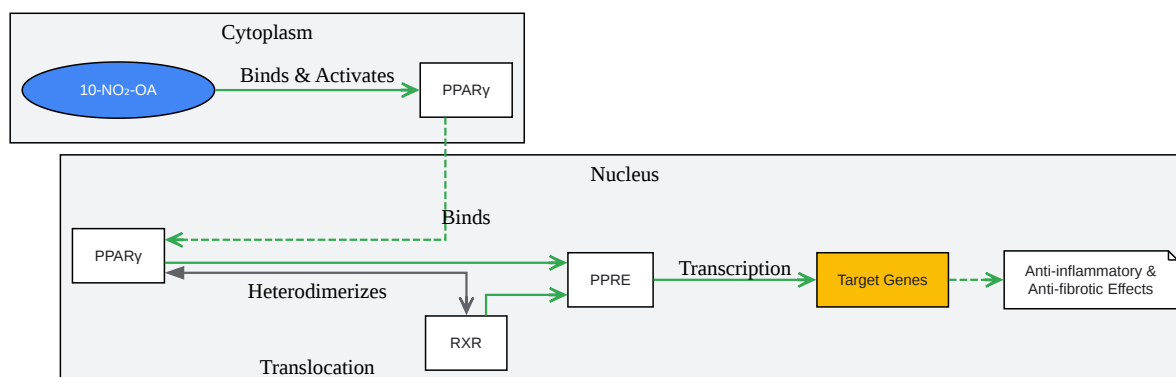 Cytoplasm
10-NO₂-OA
Binds & Activates
PPARγ
Nucleus
Binds
PPARγ
PPRE
Transcription
Target Genes
Anti-inflammatory &
Anti-fibrotic Effects
Heterodimerizes
RXR
Translocation